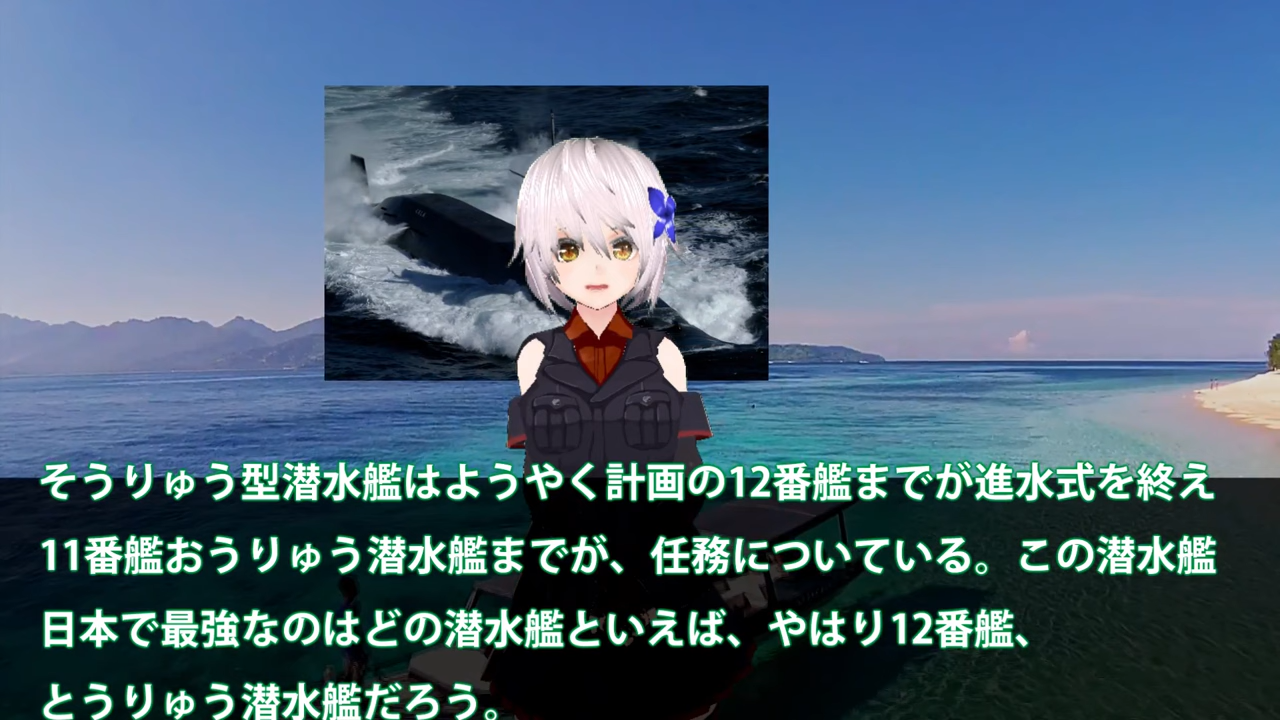 そうりゅう型潜水艦はようやく計画の12番艦までが進水式を終え
11番艦おうりゅう潜水艦までが、任務についている。この潜水艦
日本で最強なのはどの潜水艦といえば、やはり12番艦、
とうりゅう潜水艦だろう。